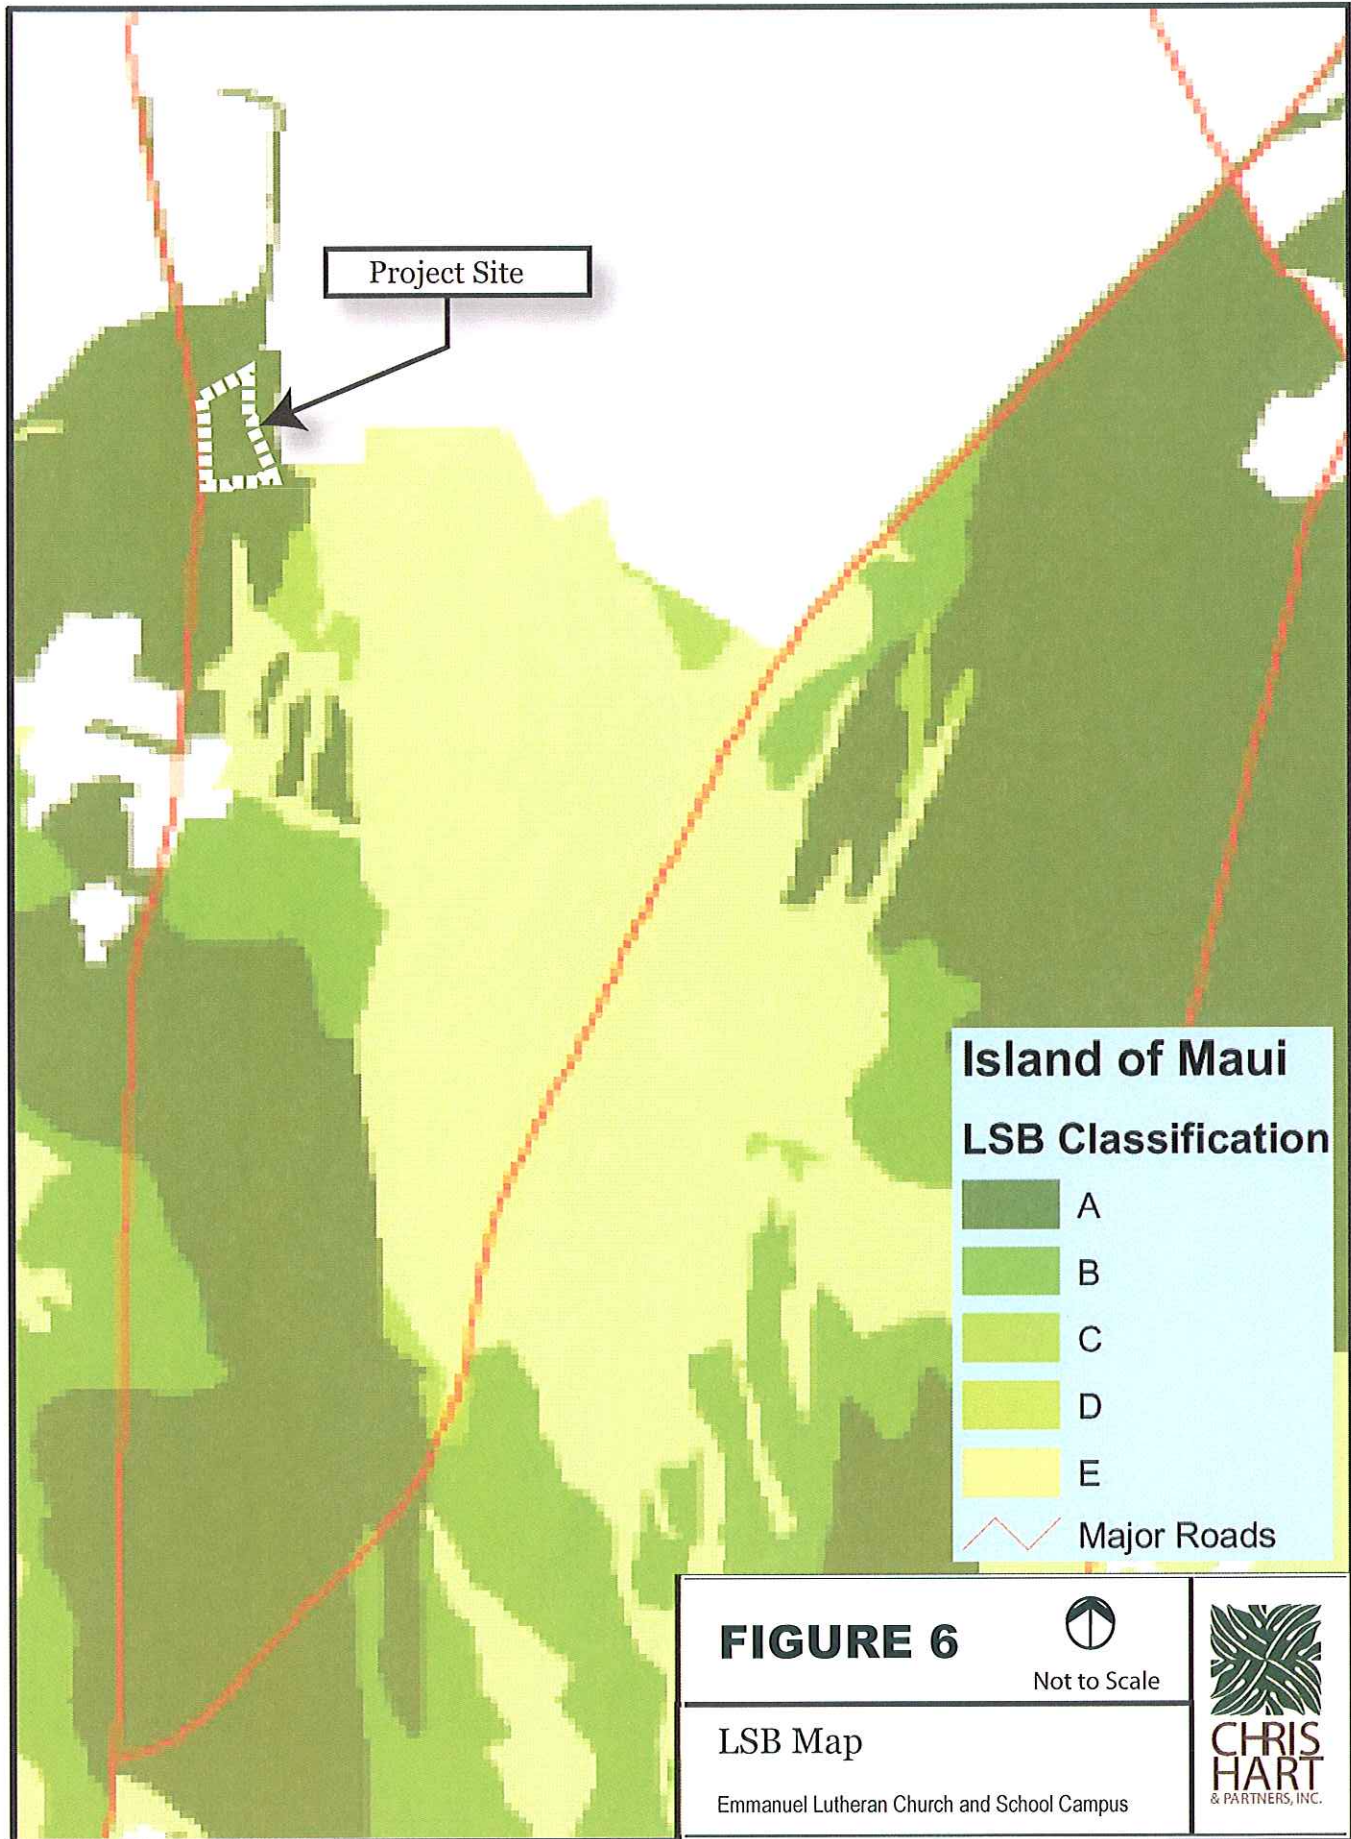 Project Site
Island of Maui
LSB Classification
A
B
C
D
E
Major Roads
FIGURE 6
Not to Scale
LSB Map
Emmanuel Lutheran Church and School Campus
CHRIS
HART
& PARTNERS, INC.